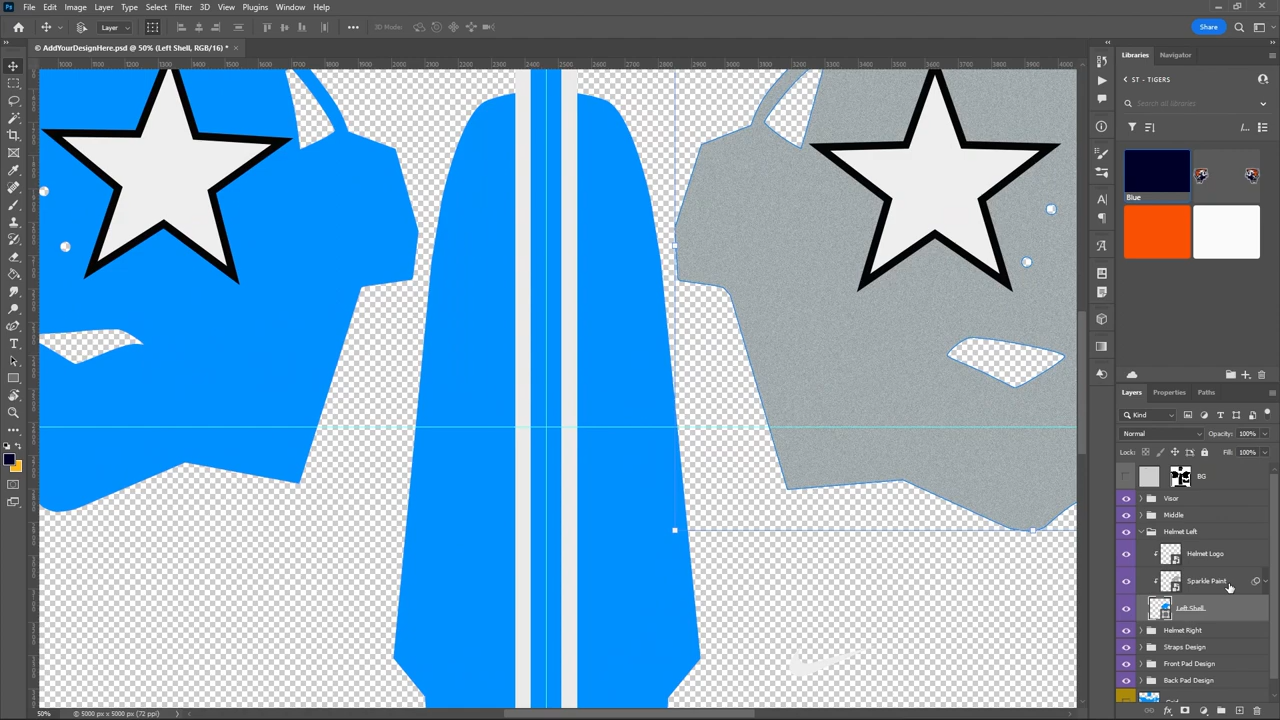 Ps File Edit Image Layer Type Select Filter 3D View Plugins Window Help
Layer 3D Mode: Share
© AddYourDesignHere.psd @ 50% (Left Shell, RGB/16) * ×
Libraries Navigator
ST - TIGERS
Search all libraries
Blue
Layers Properties Paths
Kind
Normal Opacity: 100%
Lock: Fill: 100%
BG
Visor
Middle
Helmet Left
Helmet Logo
Sparkle Paint
Left Shell
Helmet Right
Straps Design
Front Pad Design
Back Pad Design
50% © 5000 px x 5000 px (72 ppi)